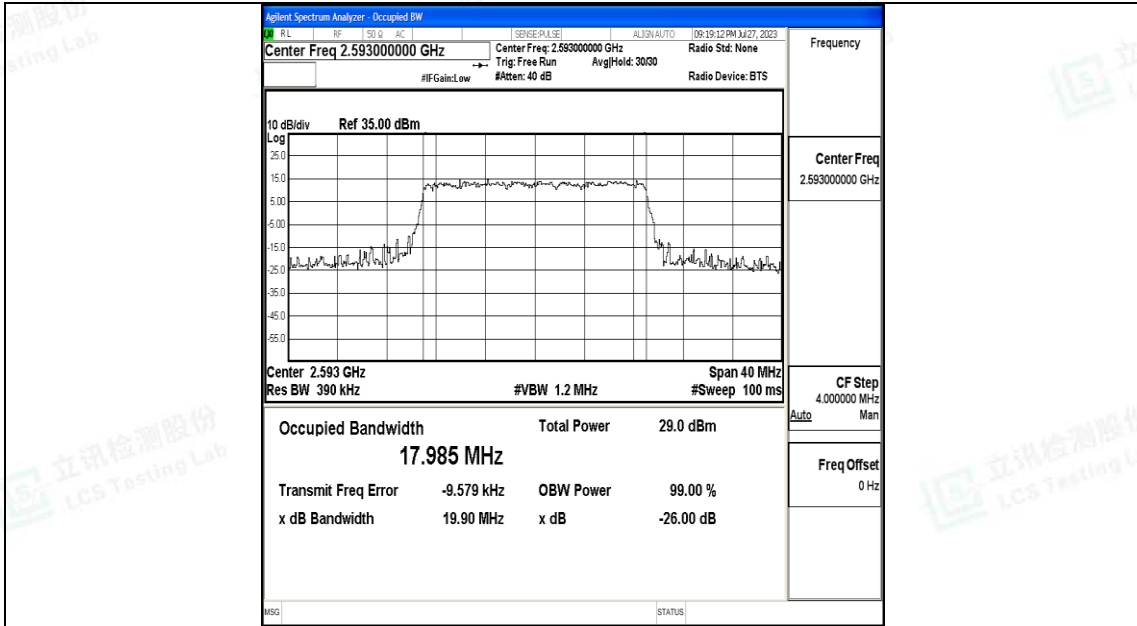 Agilent Spectrum Analyzer - Occupied BW
RL RF 50 Ω AC SENSE:PULSE ALIGN AUTO 09:19:12 PM Jul 27, 2023
Center Freq 2.593000000 GHz
Center Freq: 2.593000000 GHz
Radio Std: None
Trig: Free Run Avg|Hold: 30/30
#IFGain:Low
#Atten: 40 dB
Radio Device: BTS
10 dB/div Ref 35.00 dBm
Log
25.0
15.0
5.00
-5.00
-15.0
-25.0
-35.0
-45.0
-55.0
Center 2.593 GHz
Span 40 MHz
Res BW 390 kHz
#VBW 1.2 MHz
#Sweep 100 ms
Occupied Bandwidth
Total Power 29.0 dBm
17.985 MHz
Transmit Freq Error -9.579 kHz
OBW Power 99.00 %
x dB Bandwidth 19.90 MHz
x dB -26.00 dB
MSG
STATUS
Frequency
Center Freq
2.593000000 GHz
CF Step
4.000000 MHz
Auto Man
Freq Offset
0 Hz
立讯检测股份
LCS Testing Lab